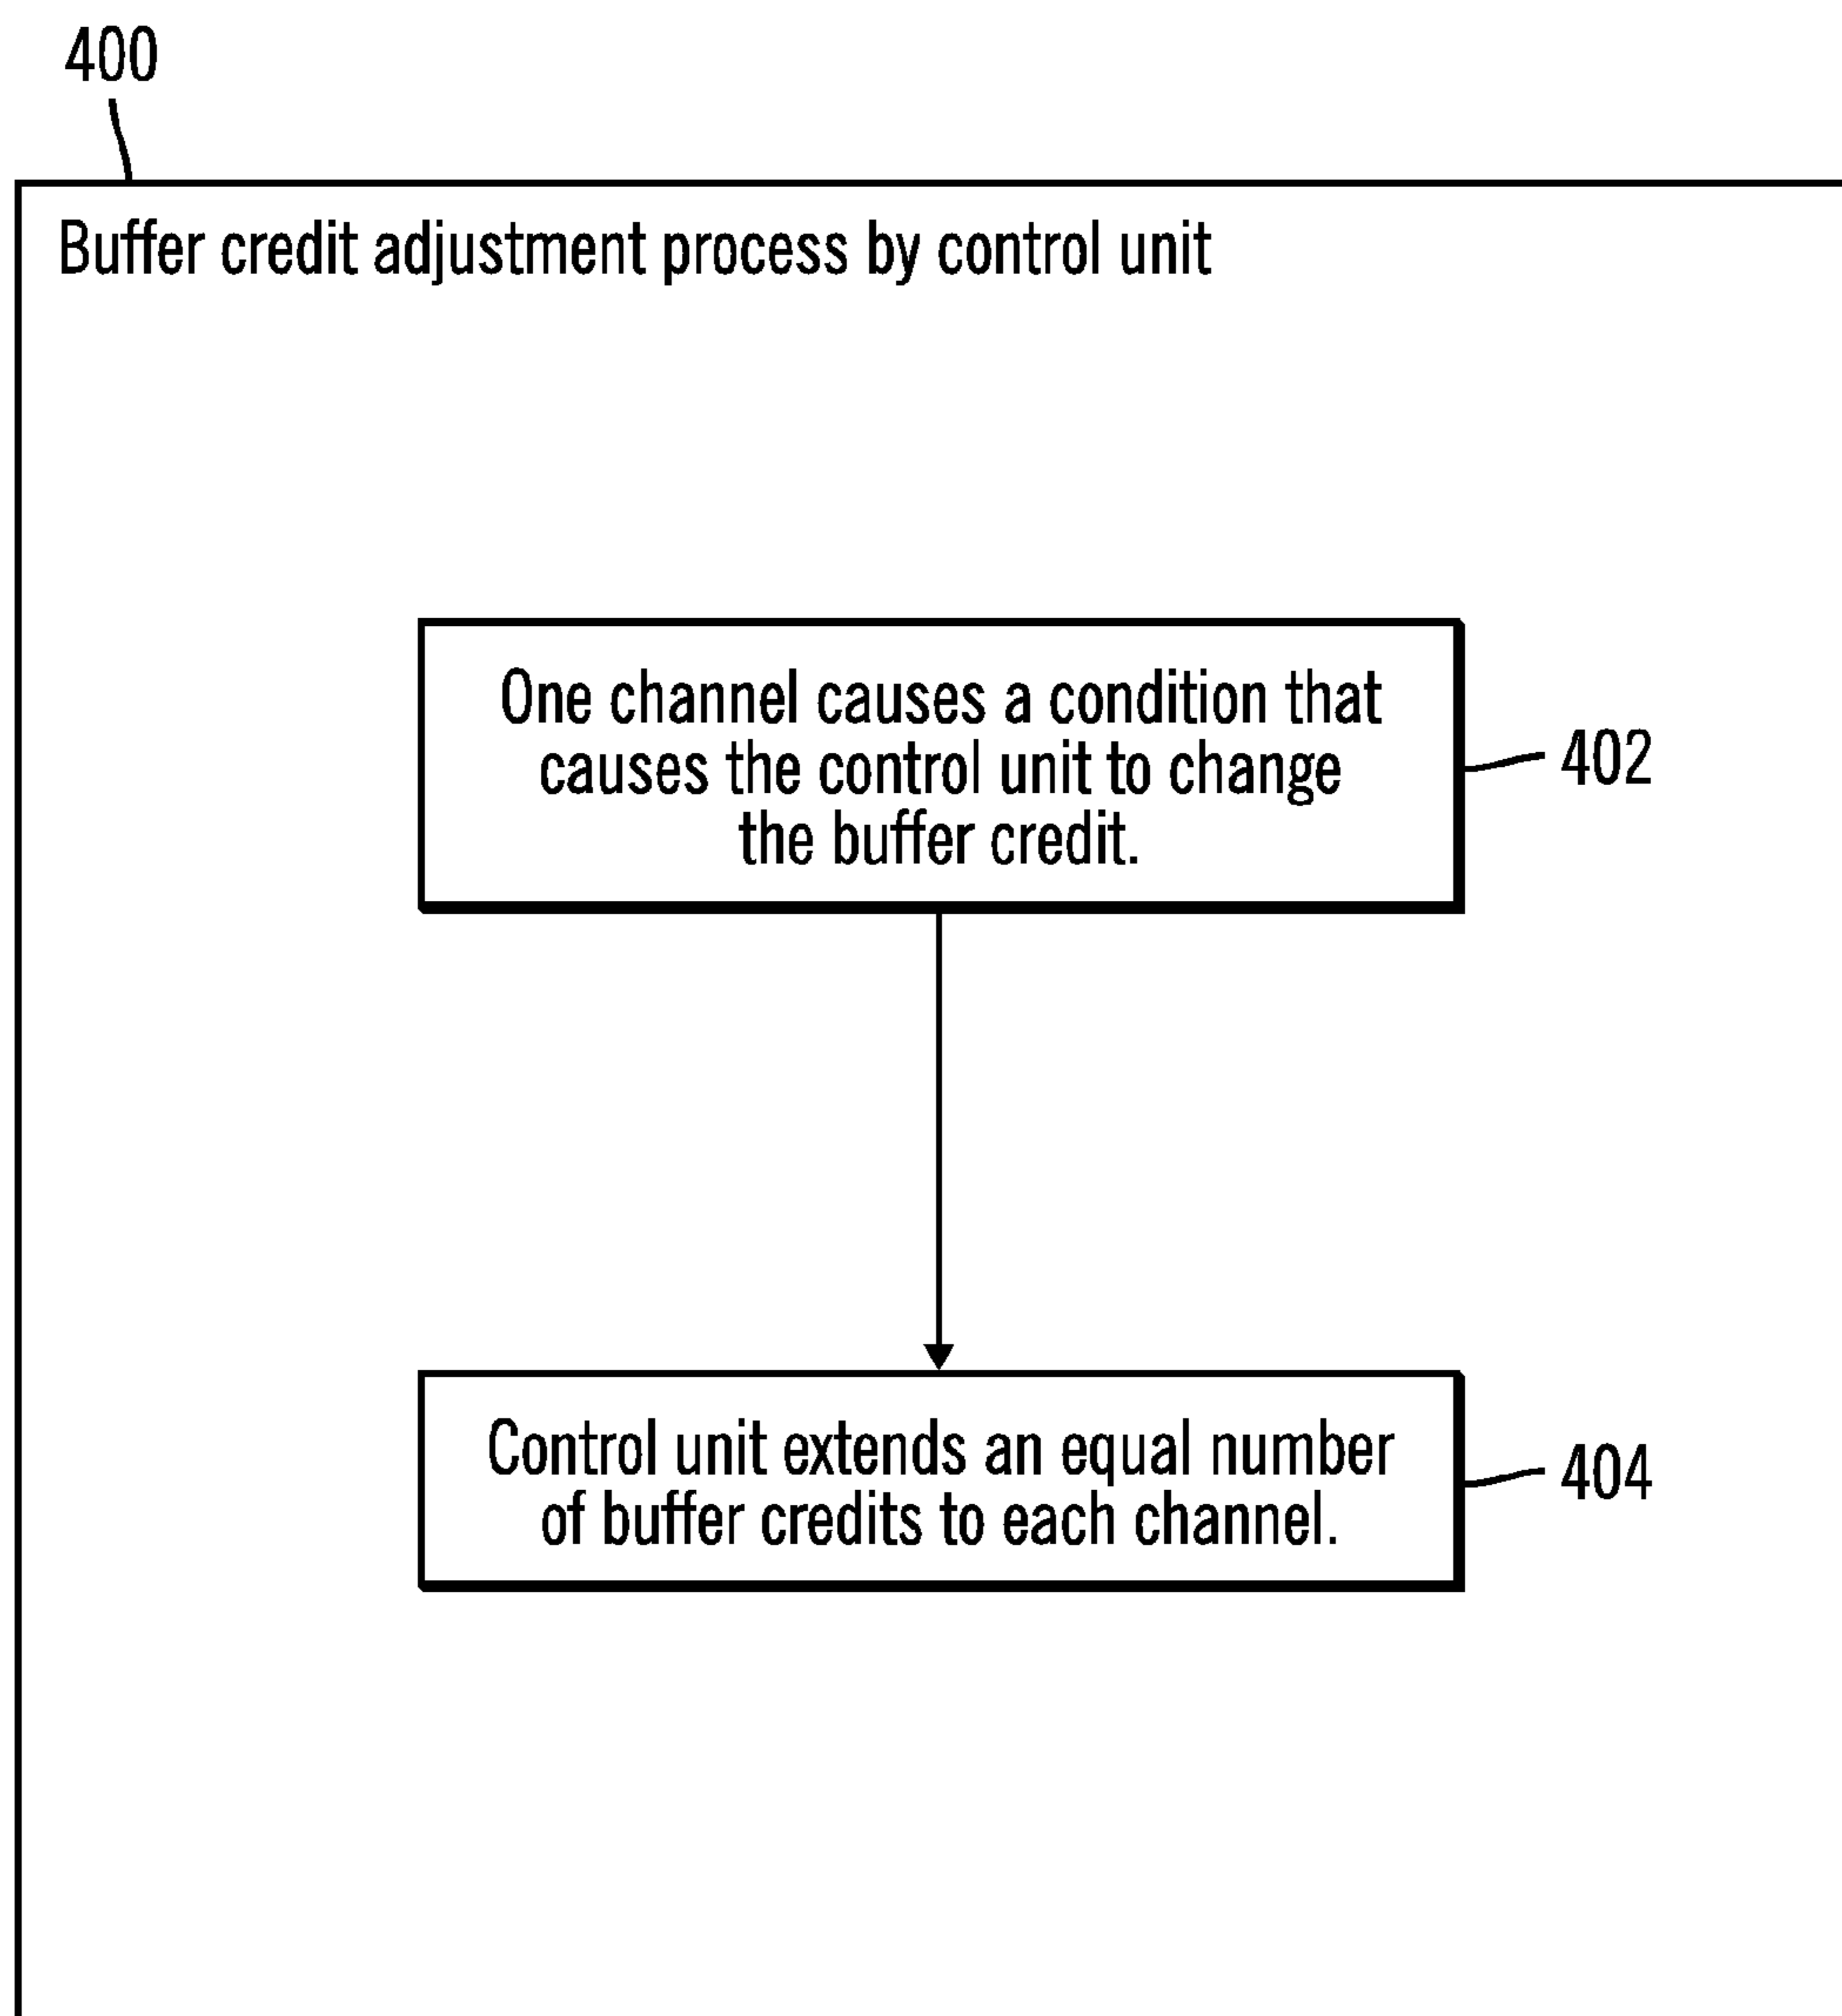 400
Buffer credit adjustment process by control unit
One channel causes a condition that
causes the control unit to change
the buffer credit.
402
Control unit extends an equal number
of buffer credits to each channel.
404